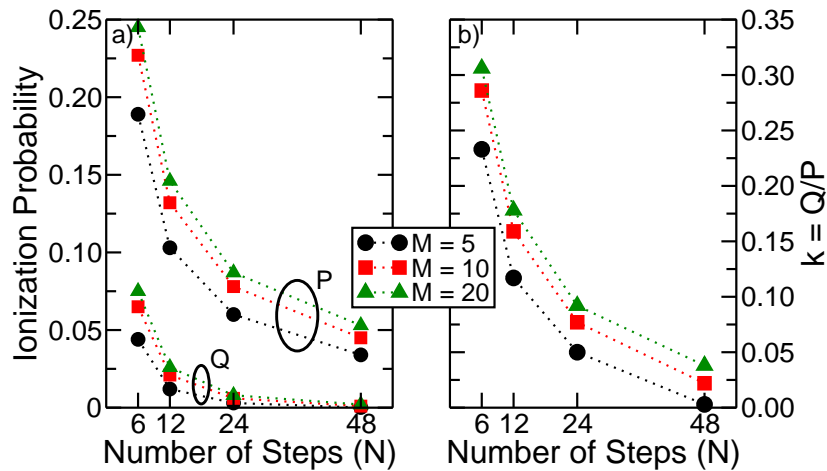 a)
Ionization Probability
0.25
0.20
0.15
0.10
0.05
0
P
Q
6 12 24 48
Number of Steps (N)
M = 5
M = 10
M = 20
b)
0.35
0.30
0.25
0.20
0.15
0.10
0.05
0.00
k = Q/P
6 12 24 48
Number of Steps (N)